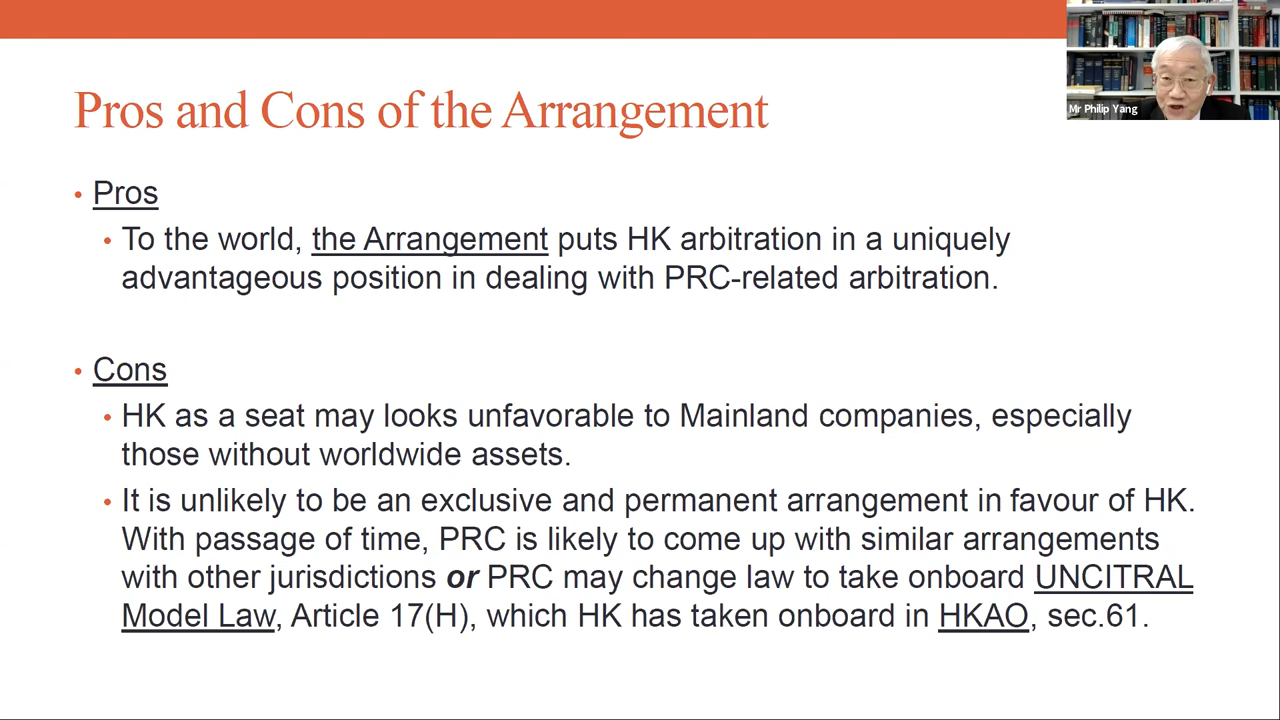 Mr Philip Yang
Pros and Cons of the Arrangement
• Pros
• To the world, the Arrangement puts HK arbitration in a uniquely
advantageous position in dealing with PRC-related arbitration.
• Cons
• HK as a seat may looks unfavorable to Mainland companies, especially
those without worldwide assets.
• It is unlikely to be an exclusive and permanent arrangement in favour of HK.
With passage of time, PRC is likely to come up with similar arrangements
with other jurisdictions or PRC may change law to take onboard UNCITRAL
Model Law, Article 17(H), which HK has taken onboard in HKAO, sec.61.